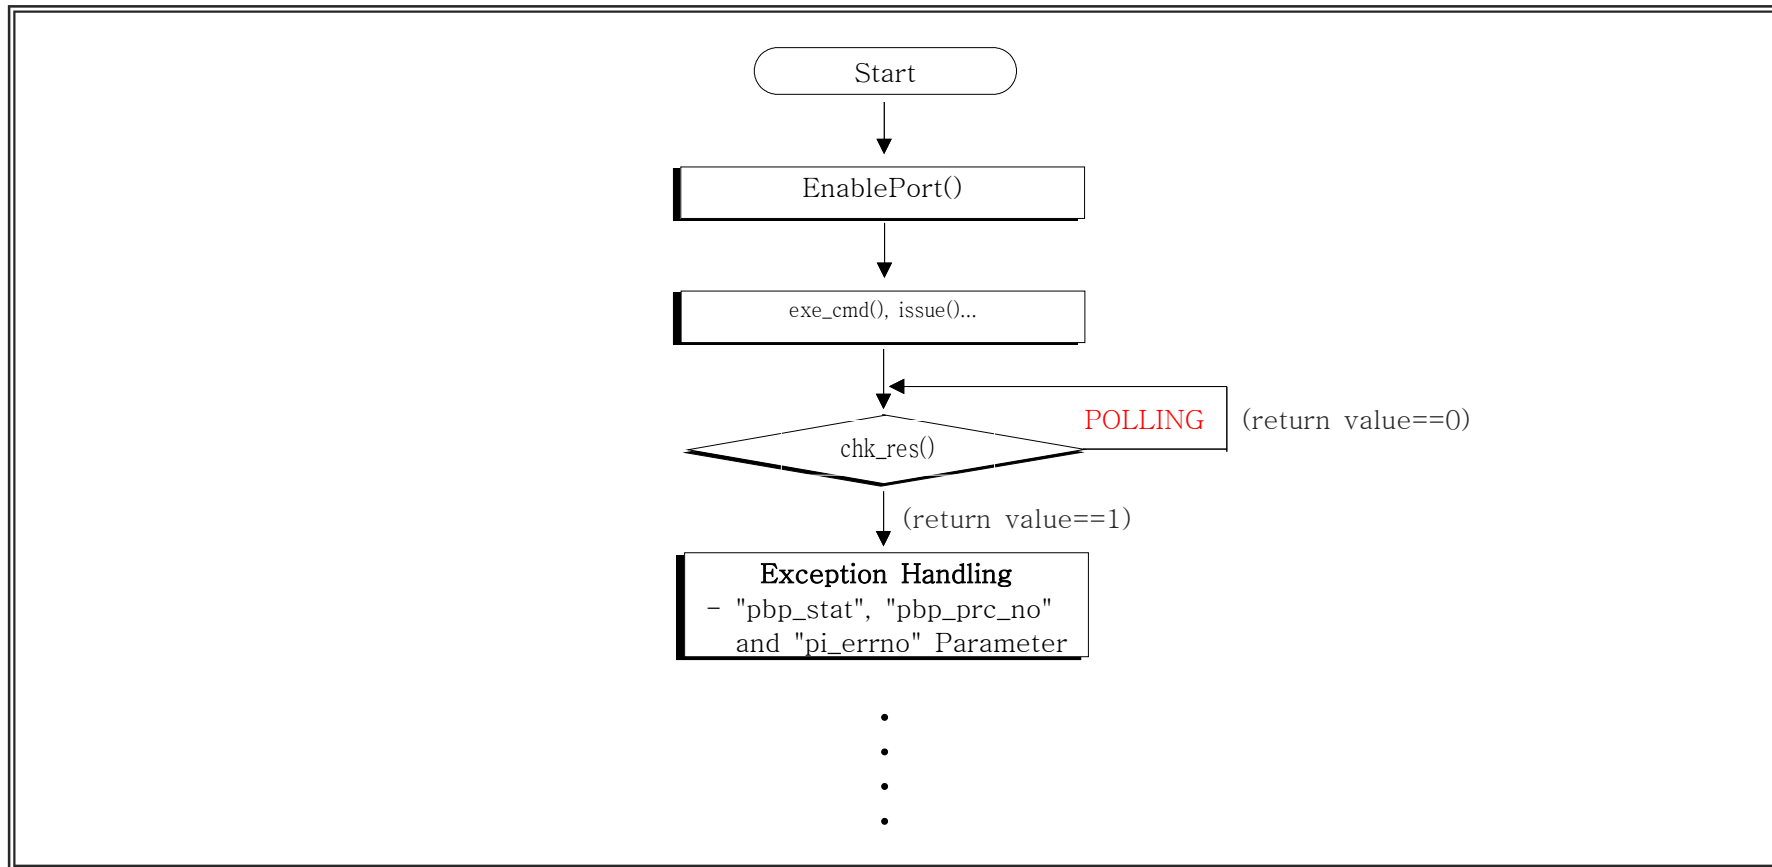 Start
EnablePort()
exe_cmd(), issue()...
POLLING (return value==0)
chk_res()
(return value==1)
Exception Handling
- "pbp_stat", "pbp_prc_no"
and "pi_errno" Parameter